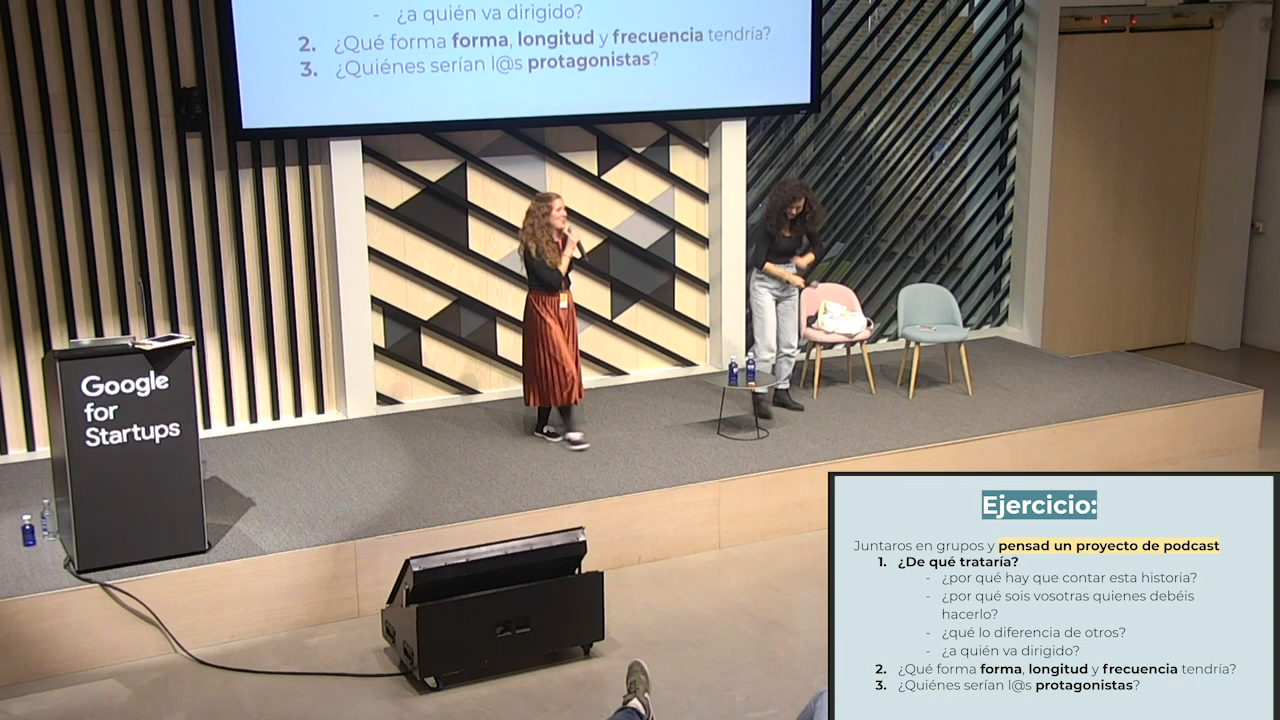 - ¿a quién va dirigido?
2. ¿Qué forma forma, longitud y frecuencia tendría?
3. ¿Quiénes serían l@s protagonistas?
Google
for
Startups
Ejercicio:
Juntaros en grupos y pensad un proyecto de podcast
1. ¿De qué trataría?
- ¿por qué hay que contar esta historia?
- ¿por qué sois vosotras quienes debéis
hacerlo?
- ¿qué lo diferencia de otros?
- ¿a quién va dirigido?
2. ¿Qué forma forma, longitud y frecuencia tendría?
3. ¿Quiénes serían l@s protagonistas?